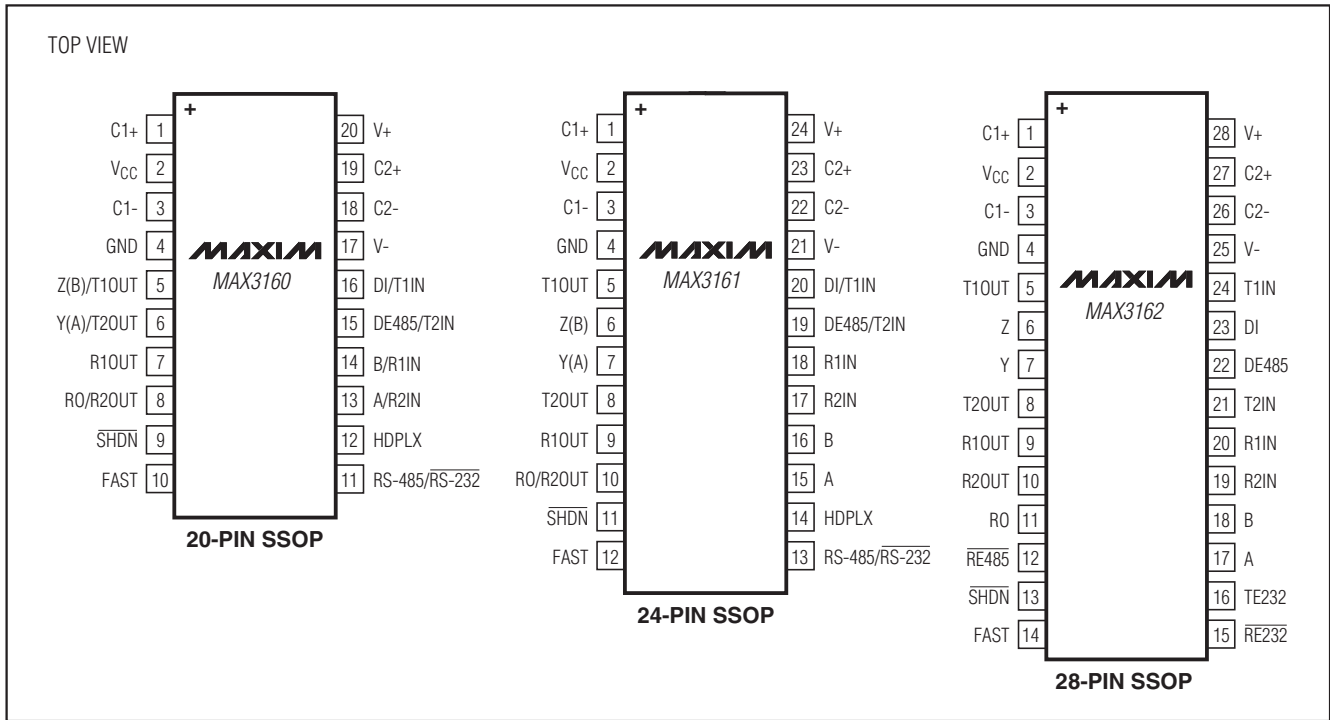 TOP VIEW
+
C1+ 1
VCC 2
C1- 3
GND 4
Z(B)/T1OUT 5
Y(A)/T2OUT 6
R1OUT 7
RO/R2OUT 8
SHDN 9
FAST 10
MAXIM
MAX3160
20 V+
19 C2+
18 C2-
17 V-
16 DI/T1IN
15 DE485/T2IN
14 B/R1IN
13 A/R2IN
12 HDPLX
11 RS-485/RS-232
20-PIN SSOP
+
C1+ 1
VCC 2
C1- 3
GND 4
T1OUT 5
Z(B) 6
Y(A) 7
T2OUT 8
R1OUT 9
RO/R2OUT 10
SHDN 11
FAST 12
MAXIM
MAX3161
24 V+
23 C2+
22 C2-
21 V-
20 DI/T1IN
19 DE485/T2IN
18 R1IN
17 R2IN
16 B
15 A
14 HDPLX
13 RS-485/RS-232
24-PIN SSOP
+
C1+ 1
VCC 2
C1- 3
GND 4
T1OUT 5
Z 6
Y 7
T2OUT 8
R1OUT 9
R2OUT 10
RO 11
RE485 12
SHDN 13
FAST 14
MAXIM
MAX3162
28 V+
27 C2+
26 C2-
25 V-
24 T1IN
23 DI
22 DE485
21 T2IN
20 R1IN
19 R2IN
18 B
17 A
16 TE232
15 RE232
28-PIN SSOP